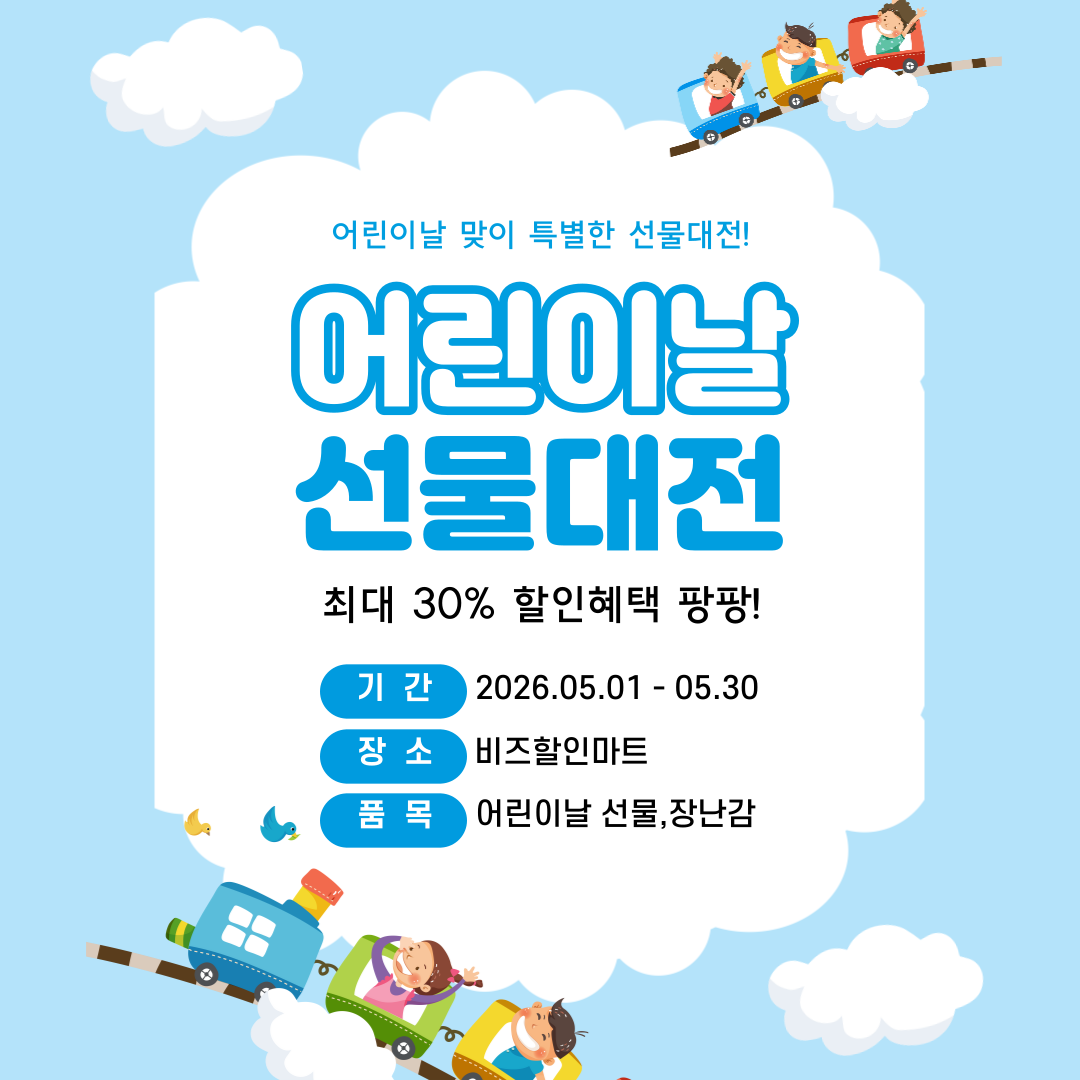 어린이날 맞이 특별한 선물대전!
어린이날
선물대전
최대 30% 할인혜택 팡팡!
기 간 2026.05.01 - 05.30
장 소 비즈할인마트
품 목 어린이날 선물,장난감